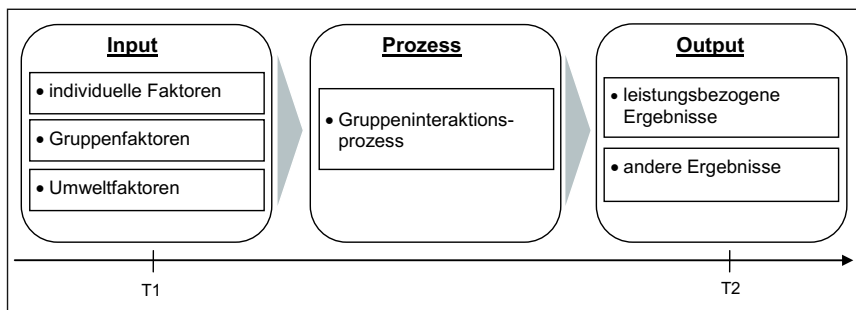 Input
• individuelle Faktoren
• Gruppenfaktoren
• Umweltfaktoren
Prozess
• Gruppeninteraktions-
prozess
Output
• leistungsbezogene
Ergebnisse
• andere Ergebnisse
T1
T2